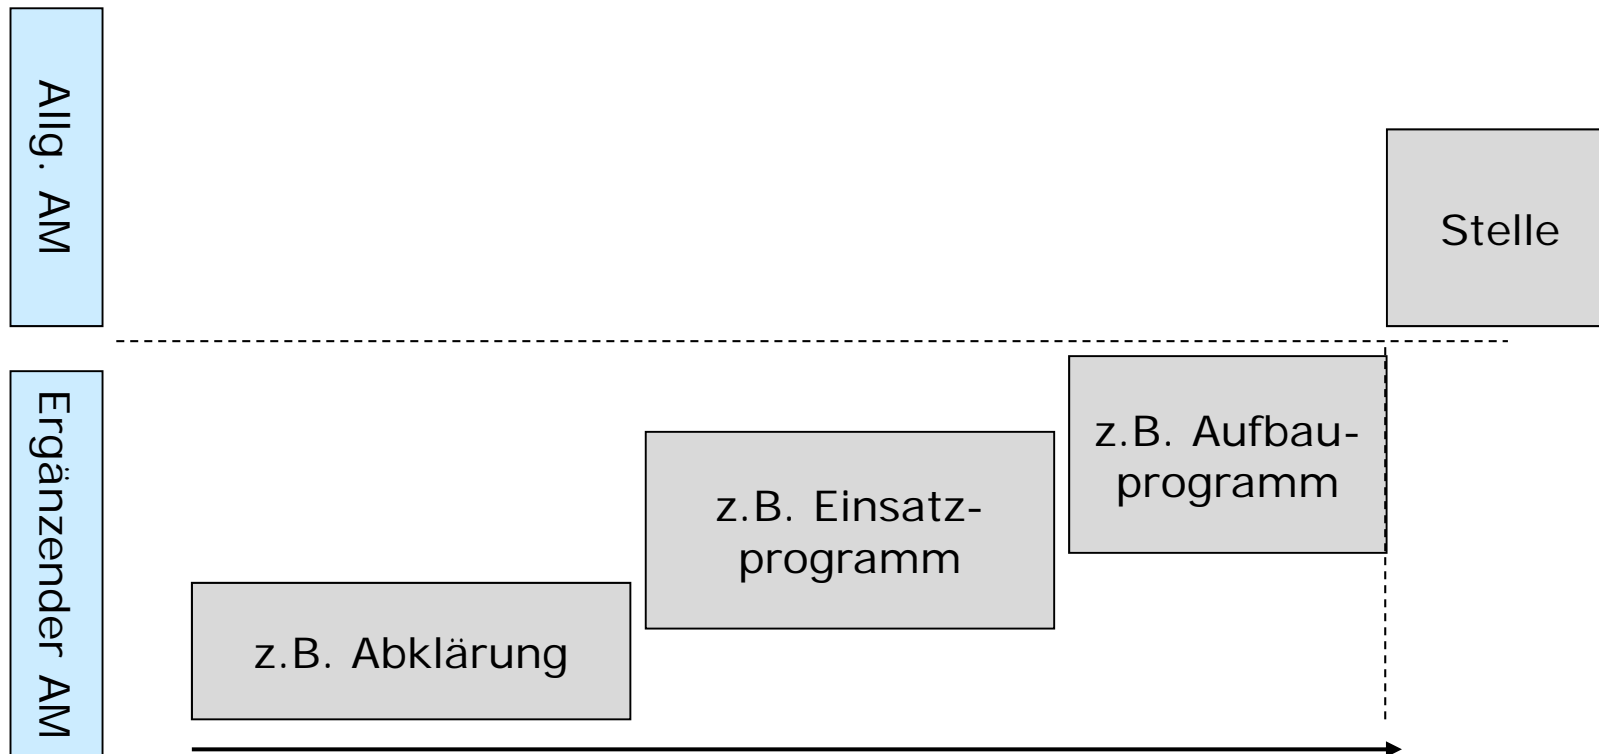 Allg. AM
Stelle
Ergänzender AM
z.B. Aufbau-
programm
z.B. Einsatz-
programm
z.B. Abklärung